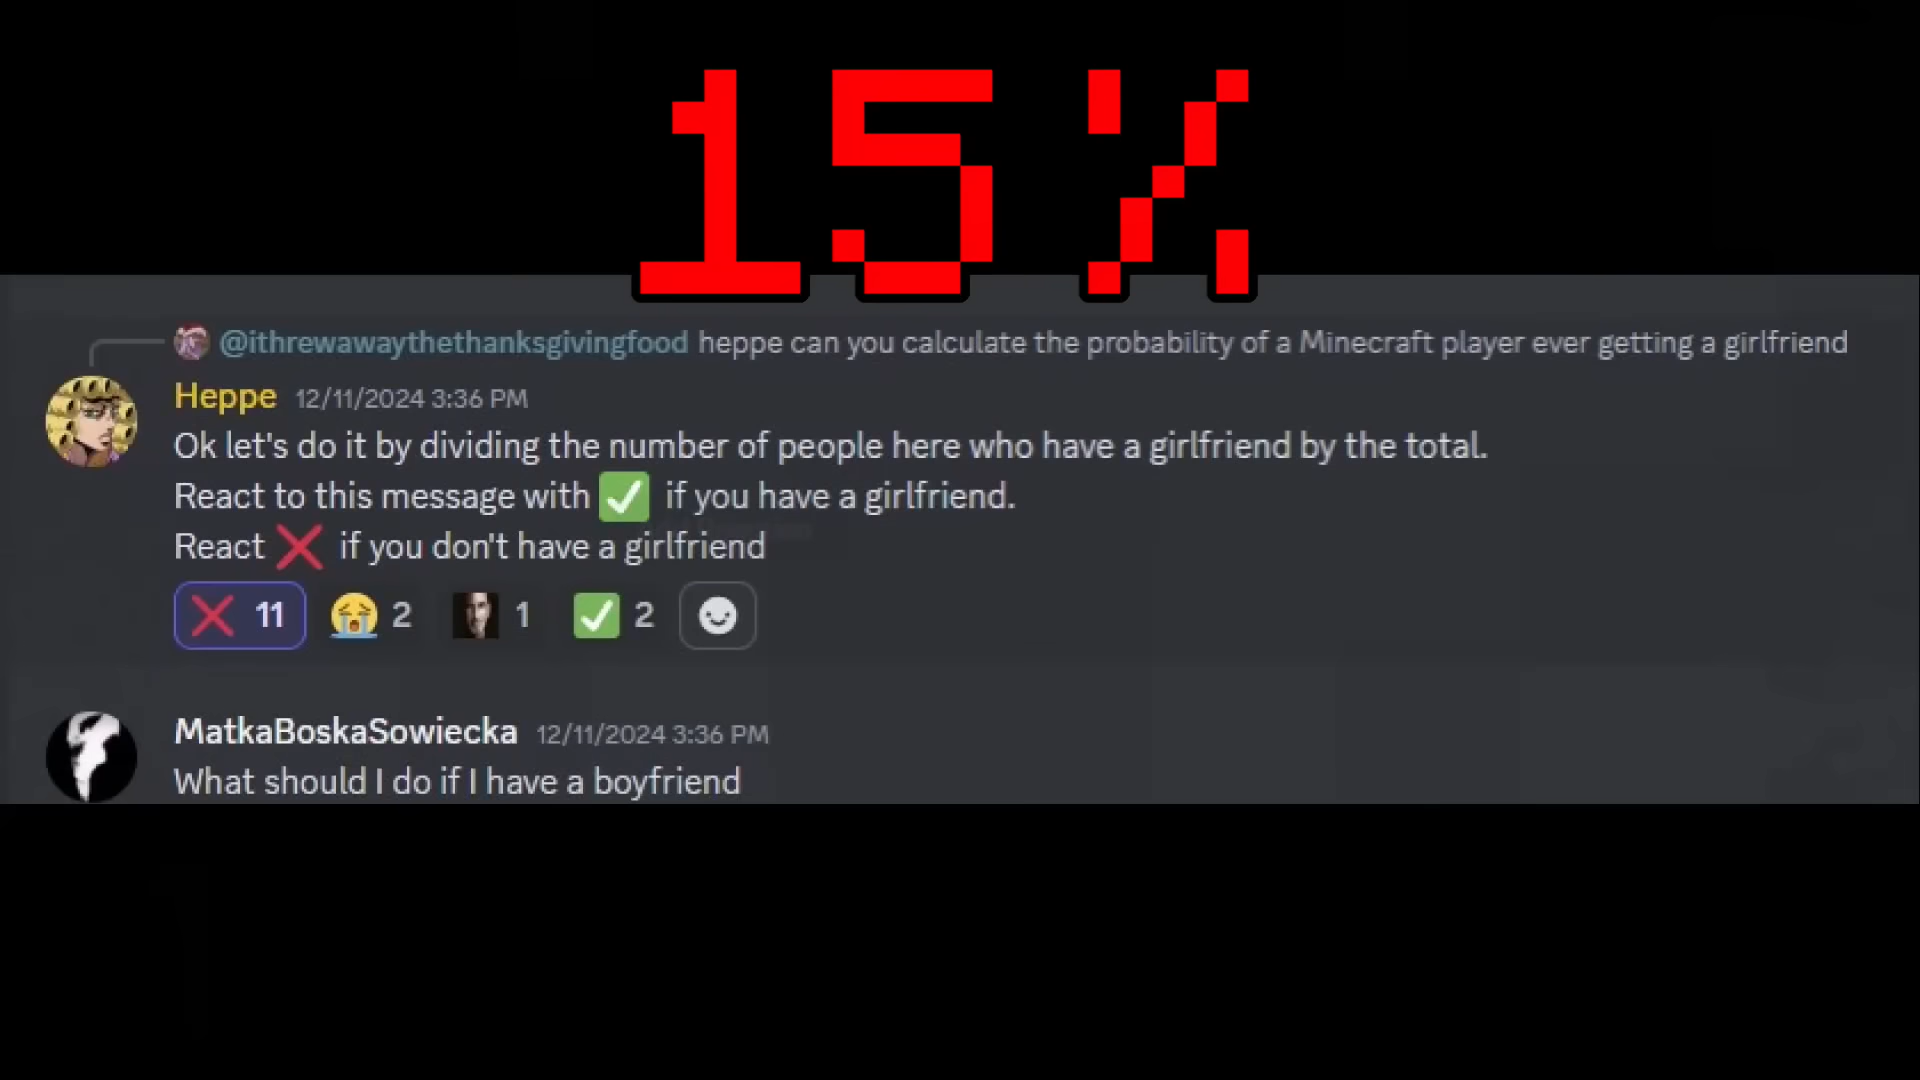 15%
@ithrewawaythethanksgivingfood heppe can you calculate the probability of a Minecraft player ever getting a girlfriend
Heppe 12/11/2024 3:36 PM
Ok let's do it by dividing the number of people here who have a girlfriend by the total.
React to this message with ✅ if you have a girlfriend.
React ❌ if you don't have a girlfriend
❌ 11 😭 2 1 ✅ 2
MatkaBoskaSowiecka 12/11/2024 3:36 PM
What should I do if I have a boyfriend